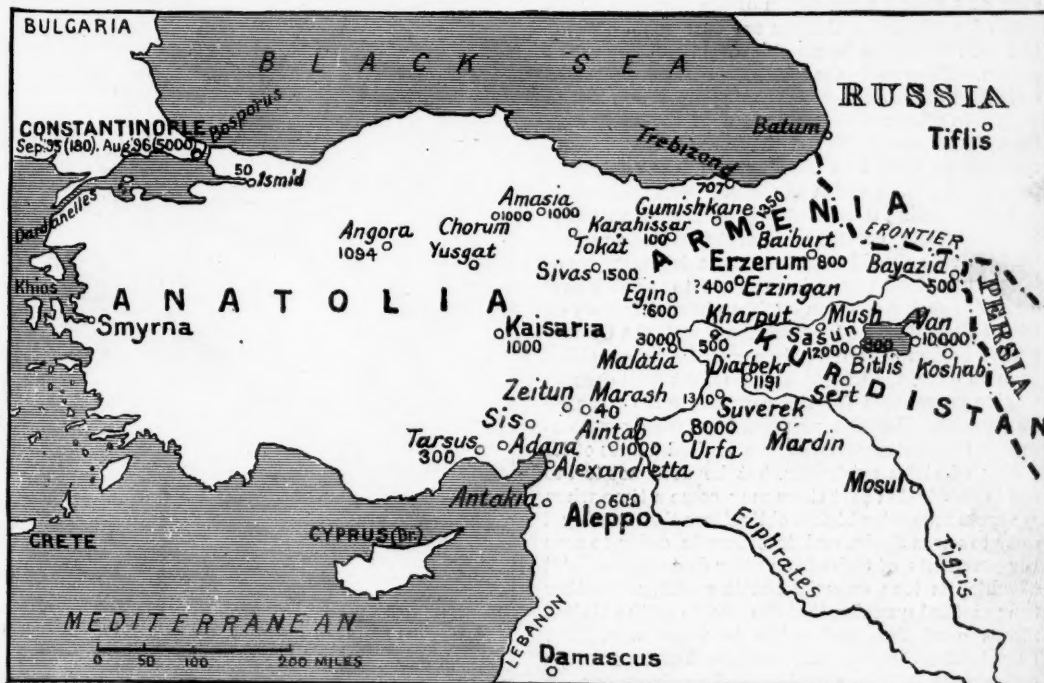 BULGARIA
BLACK SEA
RUSSIA
Tiflis
Batum
CONSTANTINOPLE
Sep. '95 (180). Aug. '96 (5000)
Bosporus
50
Ismid
Dardanelles
Trebizond
707
Gumishkane
1350
Baiburt
ARMENIA
FRONTIER
Amasia
1000
Chorum
1000
Yusgat
Angora
1094
Karahissar
100
Tokat
Sivas
1500
Erzerum
800
Bayazid
500
PERSIA
?400
Erzingan
Egin
600
Khios
Smyrna
ANATOLIA
Kaisaria
1000
Kharput
500
3000
Malatia
Mush
Sasun
12000
800
Bitlis
Van
10000
Koshab
KURDISTAN
Diarbekr
1191
Sert
Zeitun
Marash
40
1310
Suverek
8000
Urfa
Mardin
Sis
Adana
Aintab
1000
Tarsus
300
Alexandretta
Mosul
Antakia
600
Aleppo
Euphrates
Tigris
CRETE
CYPRUS (Br.)
MEDITERRANEAN
0 50 100 200 MILES
LEBANON
Damascus